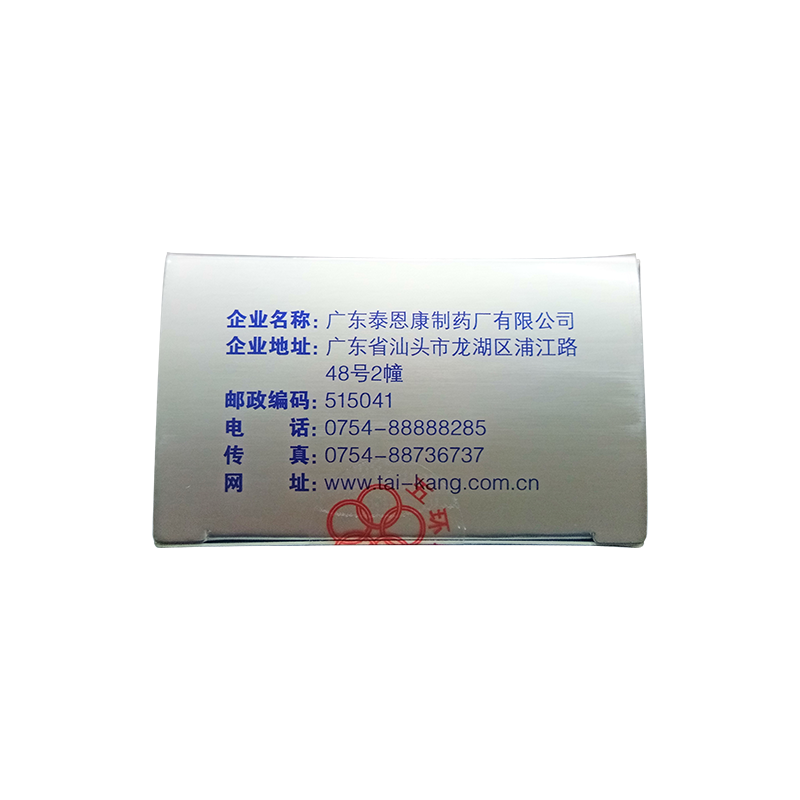 企业名称：广东泰恩康制药厂有限公司
企业地址：广东省汕头市龙湖区浦江路
48号2幢
邮政编码：515041
电　　话：0754-88888285
传　　真：0754-88736737
网　　址：www.tai-kang.com.cn
环